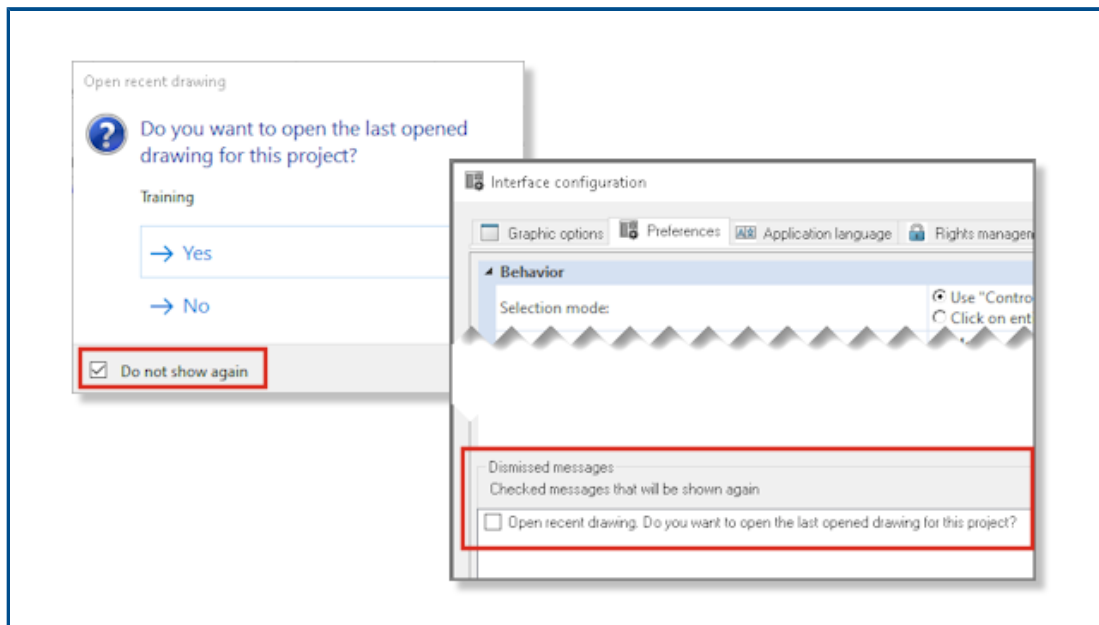 Open recent drawing
Do you want to open the last opened
drawing for this project?
Training
Yes
No
Do not show again
Interface configuration
Graphic options Preferences Application language Rights managem
Behavior
Selection mode:
Use "Contro
Click on ent
Dismissed messages
Checked messages that will be shown again
Open recent drawing. Do you want to open the last opened drawing for this project?